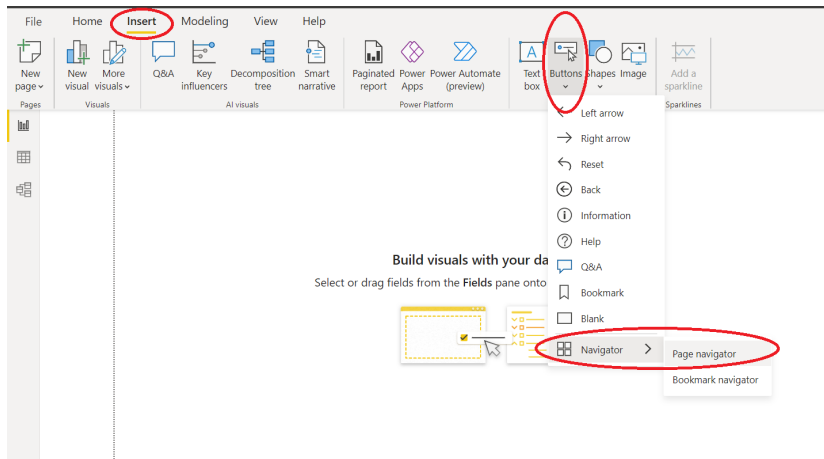 File Home Insert Modeling View Help
New Page New visual More visuals Q&A Key influencers Decomposition tree Smart narrative Paginated report Power Apps Power Automate (preview) Text box Buttons Shapes Image Add a sparkline
Pages Visuals AI visuals Power Platform Sparklines
Left arrow
Right arrow
Reset
Back
Information
Build visuals with your da
Help
Select or drag fields from the Fields pane onto
Q&A
Bookmark
Blank
Navigator
Page navigator
Bookmark navigator